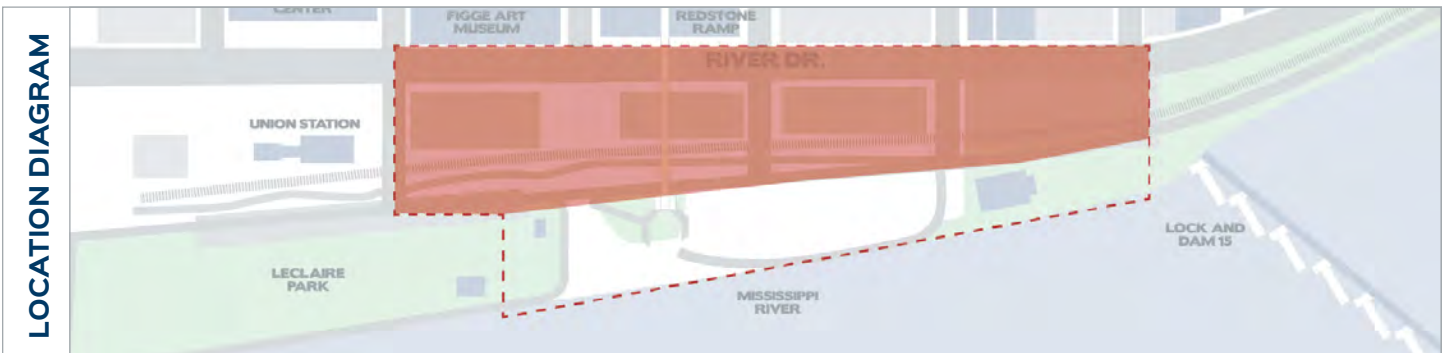 LOCATION DIAGRAM
CENTER
FIGGE ART
MUSEUM
REDSTONE
RAMP
RIVER DR.
UNION STATION
LECLAIRE
PARK
MISSISSIPPI
RIVER
LOCK AND
DAM 15